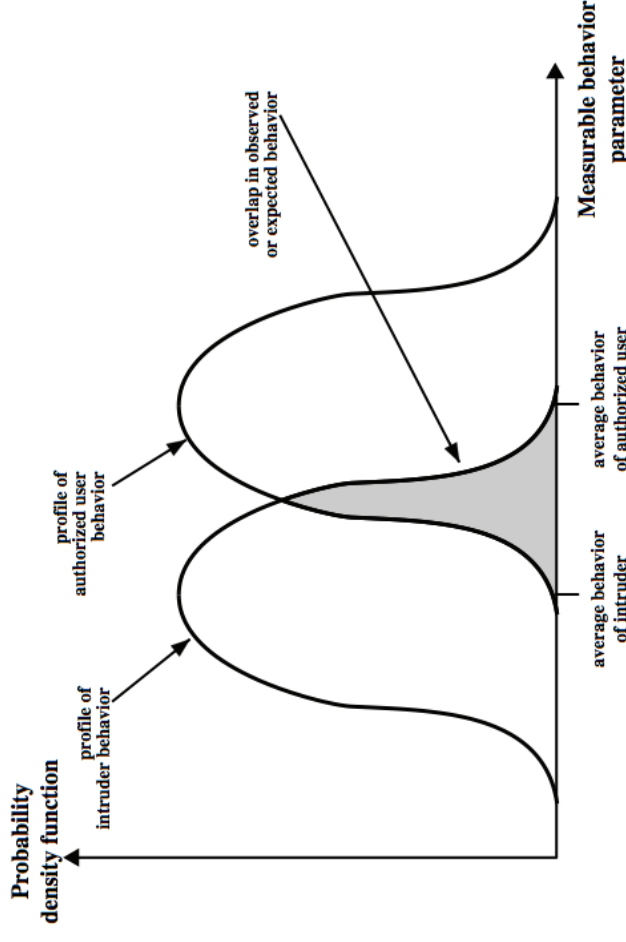 Probability
density function
profile of
intruder behavior
profile of
authorized user
behavior
overlap in observed
or expected behavior
average behavior
of intruder
average behavior
of authorized user
Measurable behavior
parameter